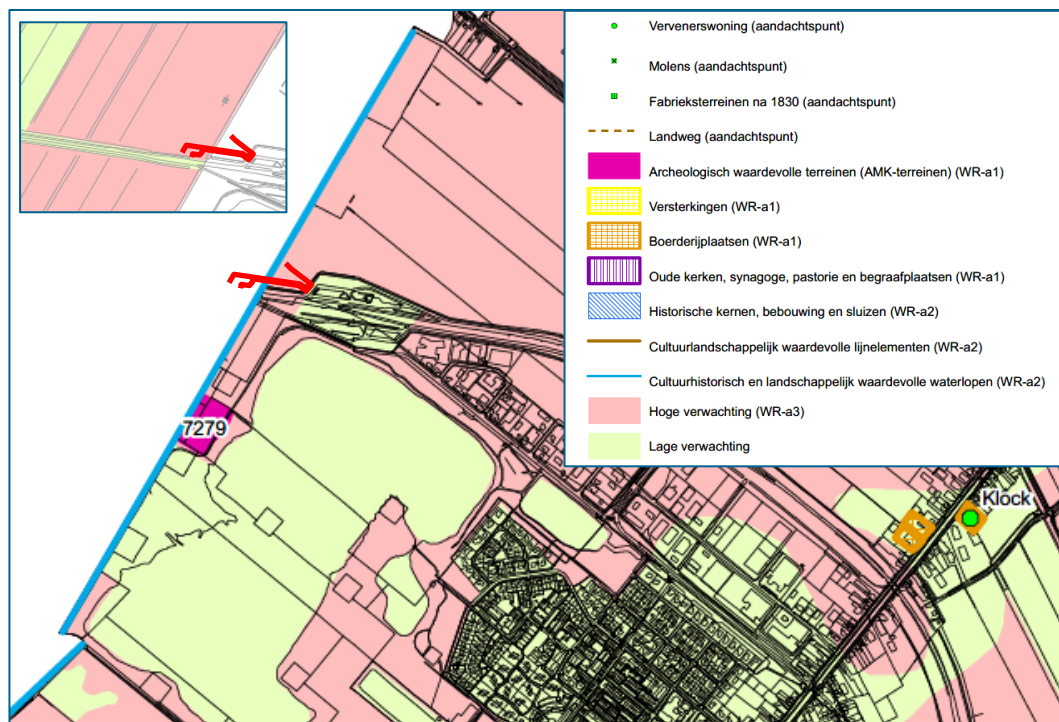 Vervenerswoning (aandachtspunt)
Molens (aandachtspunt)
Fabrieksterreinen na 1830 (aandachtspunt)
Landweg (aandachtspunt)
Archeologisch waardevolle terreinen (AMK-terreinen) (WR-a1)
Versterkingen (WR-a1)
Boerderijplaatsen (WR-a1)
Oude kerken, synagoge, pastorie en begraafplaatsen (WR-a1)
Historische kernen, bebouwing en sluizen (WR-a2)
Cultuurlandschappelijk waardevolle lijnelementen (WR-a2)
Cultuurhistorisch en landschappelijk waardevolle waterlopen (WR-a2)
Hoge verwachting (WR-a3)
Lage verwachting
7279
Klock